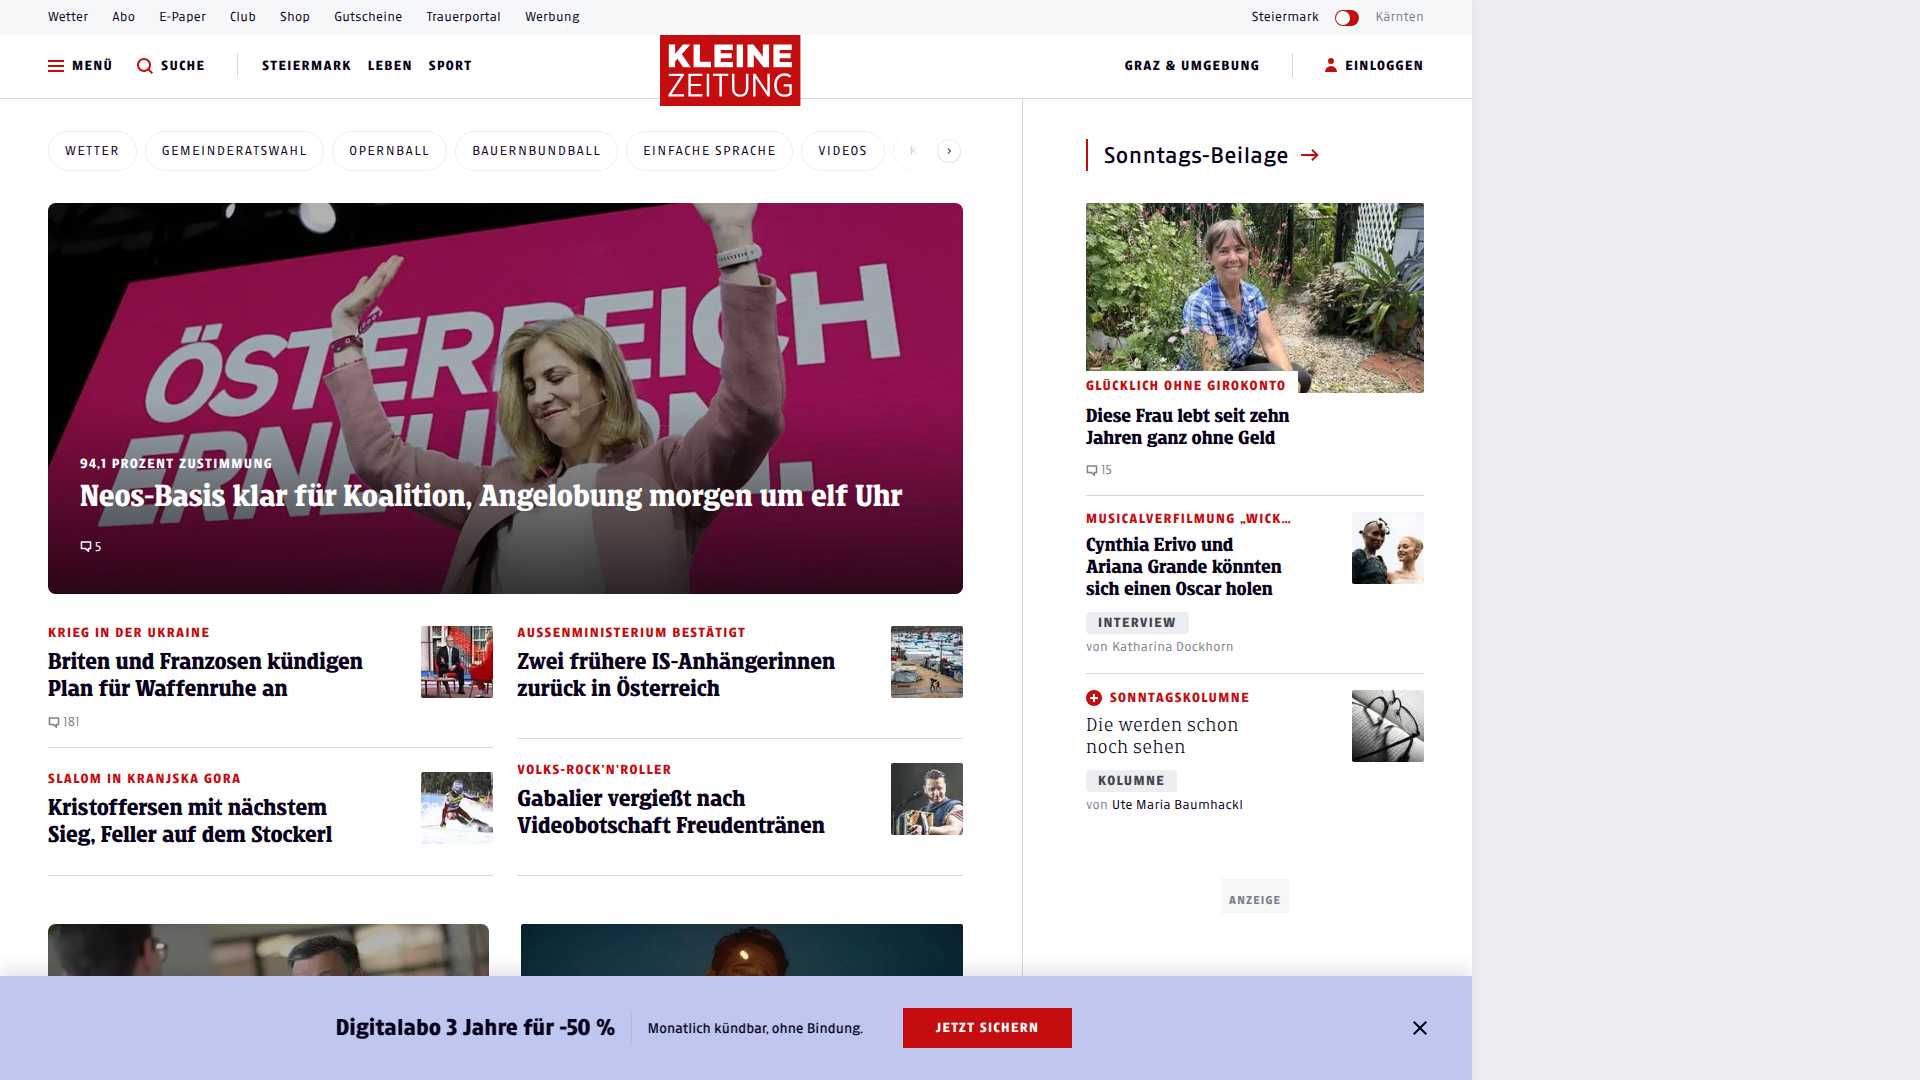 Wetter Abo E-Paper Club Shop Gutscheine Trauerportal Werbung Steiermark Kärnten
MENÜ SUCHE STEIERMARK LEBEN SPORT KLEINE ZEITUNG GRAZ & UMGEBUNG EINLOGGEN
WETTER GEMEINDERATSWAHL OPERNBALL BAUERNBUNDBALL EINFACHE SPRACHE VIDEOS K
ÖSTERREICH
94,1 PROZENT ZUSTIMMUNG
Neos-Basis klar für Koalition, Angelobung morgen um elf Uhr
5
KRIEG IN DER UKRAINE
Briten und Franzosen kündigen
Plan für Waffenruhe an
181
AUSSENMINISTERIUM BESTÄTIGT
Zwei frühere IS-Anhängerinnen
zurück in Österreich
SLALOM IN KRANJSKA GORA
Kristoffersen mit nächstem
Sieg, Feller auf dem Stockerl
VOLKS-ROCK'N'ROLLER
Gabalier vergießt nach
Videobotschaft Freudentränen
Sonntags-Beilage
GLÜCKLICH OHNE GIROKONTO
Diese Frau lebt seit zehn
Jahren ganz ohne Geld
15
MUSICALVERFILMUNG „WICK...
Cynthia Erivo und
Ariana Grande könnten
sich einen Oscar holen
INTERVIEW
von Katharina Dockhorn
SONNTAGSKOLUMNE
Die werden schon
noch sehen
KOLUMNE
von Ute Maria Baumhackl
ANZEIGE
Digitalabo 3 Jahre für -50 % Monatlich kündbar, ohne Bindung. JETZT SICHERN